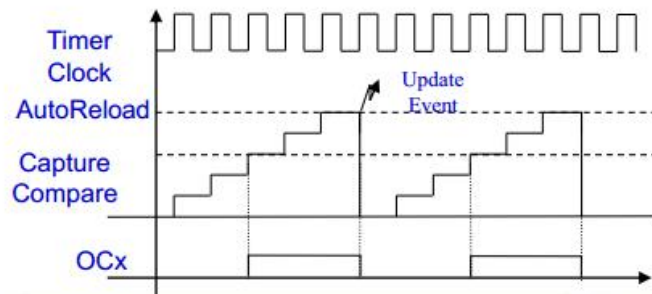 Timer
Clock
Update
Event
AutoReload
Capture
Compare
OCx